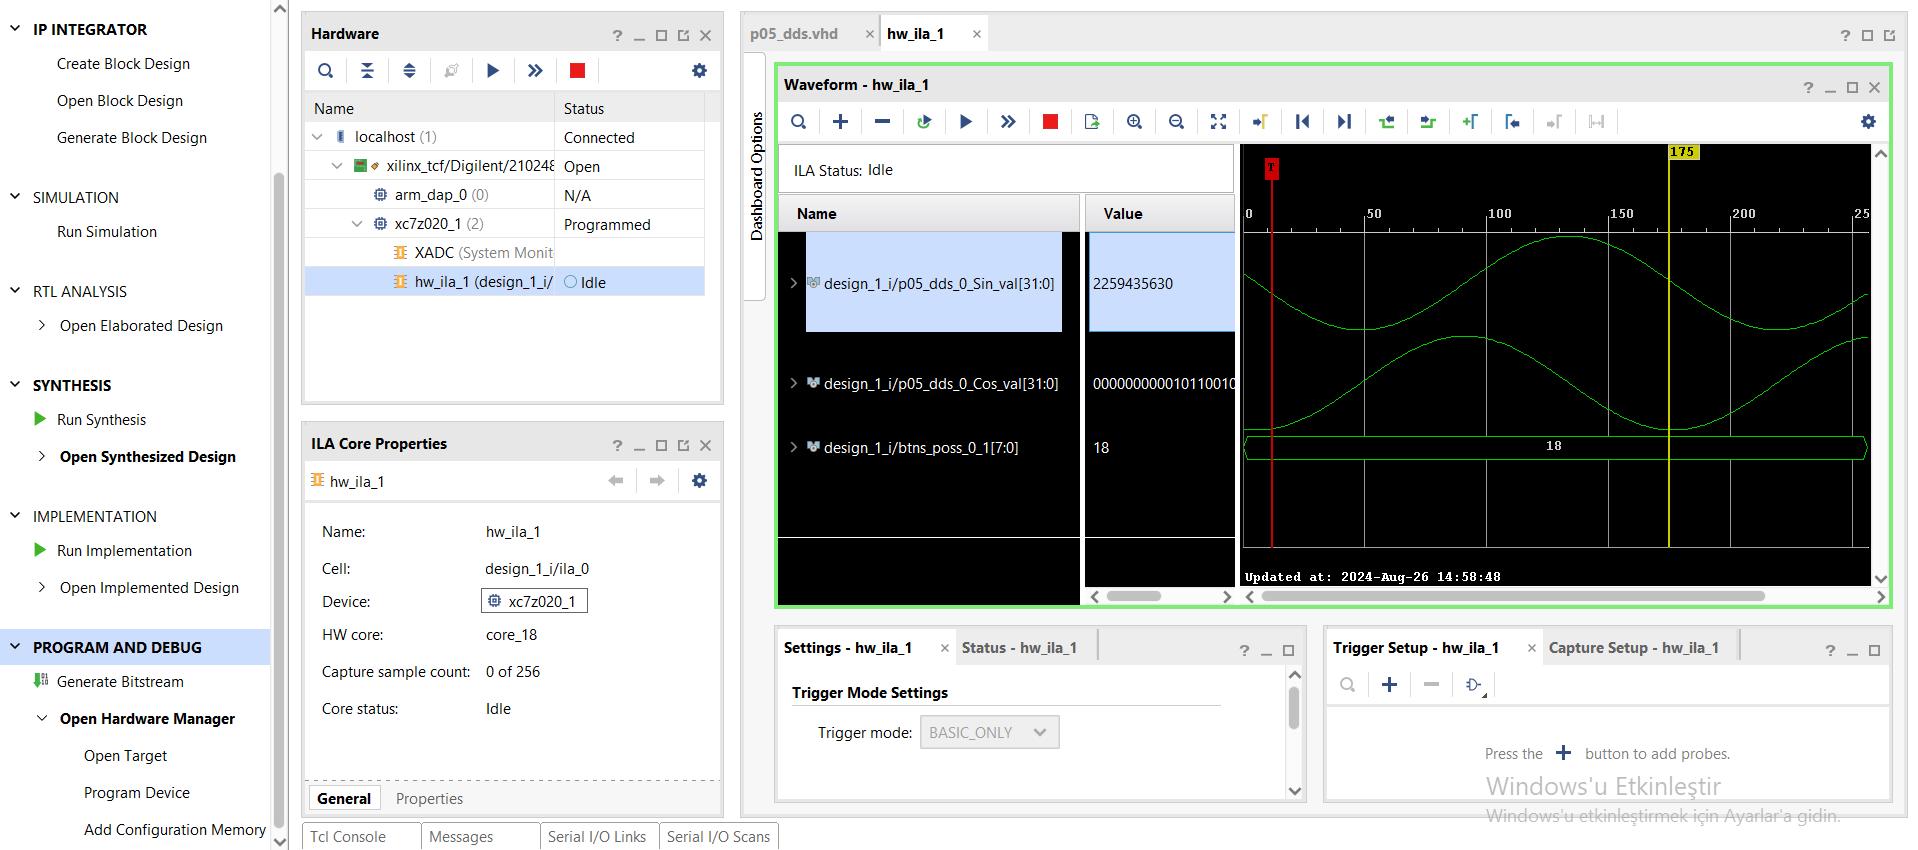 IP INTEGRATOR
Create Block Design
Open Block Design
Generate Block Design
SIMULATION
Run Simulation
RTL ANALYSIS
Open Elaborated Design
SYNTHESIS
Run Synthesis
Open Synthesized Design
IMPLEMENTATION
Run Implementation
Open Implemented Design
PROGRAM AND DEBUG
Generate Bitstream
Open Hardware Manager
Open Target
Program Device
Add Configuration Memory
Hardware
Name Status
localhost (1) Connected
xilinx_tcf/Digilent/210248 Open
arm_dap_0 (0) N/A
xc7z020_1 (2) Programmed
XADC (System Monit
hw_ila_1 (design_1_i/ Idle
ILA Core Properties
hw_ila_1
Name: hw_ila_1
Cell: design_1_i/ila_0
Device: xc7z020_1
HW core: core_18
Capture sample count: 0 of 256
Core status: Idle
General Properties
Tcl Console Messages Serial I/O Links Serial I/O Scans
p05_dds.vhd hw_ila_1
Dashboard Options
Waveform - hw_ila_1
ILA Status: Idle
Name Value
design_1_i/p05_dds_0_Sin_val[31:0] 2259435630
design_1_i/p05_dds_0_Cos_val[31:0] 00000000001011001​0
design_1_i/btns_poss_0_1[7:0] 18
175
0 50 100 150 200 25
18
Updated at: 2024-Aug-26 14:58:48
Settings - hw_ila_1 Status - hw_ila_1
Trigger Mode Settings
Trigger mode: BASIC_ONLY
Trigger Setup - hw_ila_1 Capture Setup - hw_ila_1
Press the + button to add probes.
Windows'u Etkinleştir
Windows'u etkinleştirmek için Ayarlar'a gidin.